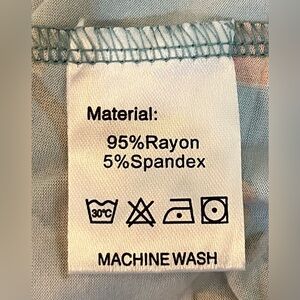 Material:
95%Rayon
5%Spandex
30°C
MACHINE WASH